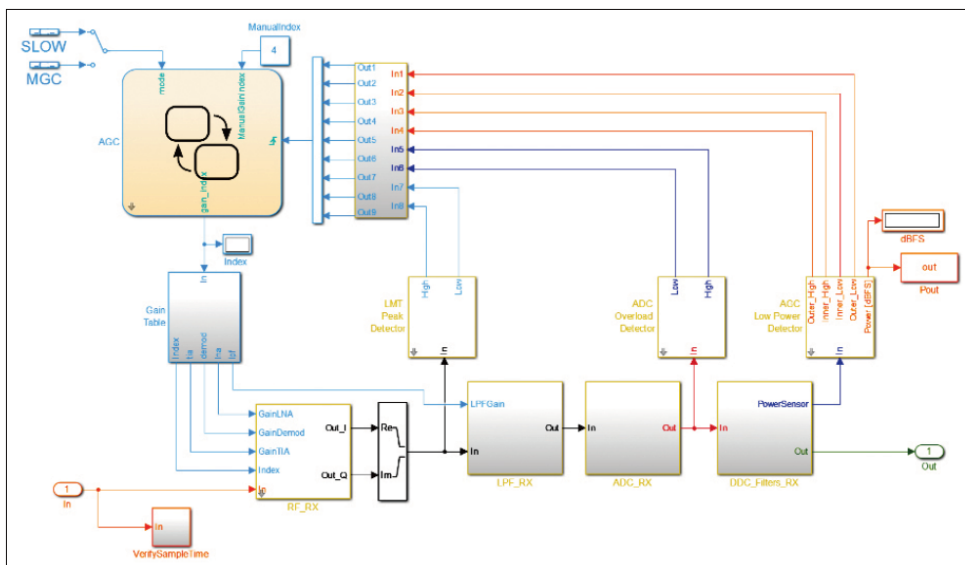 SLOW
MGC
ManualIndex
4
mode
ManualGainIndex
AGC
gain_index
Index
In
Gain
Table
Index
tia
demod
lna
lpf
Out1
Out2
Out3
Out4
Out5
Out6
Out7
Out8
Out9
In1
In2
In3
In4
In5
In6
In7
In8
dBFS
out
Pout
High
Low
LMT
Peak
Detector
In
Low
High
ADC
Overload
Detector
In
Outer_High
Inner_High
Inner_Low
Outer_Low
Power (dBFS)
ADC
Low Power
Detector
In
GainLNA
GainDemod
GainTIA
Index
In
Out_I
Out_Q
RF_RX
Re
Im
LPFGain
In
Out
LPF_RX
In
Out
ADC_RX
In
PowerSensor
Out
DDC_Filters_RX
1
Out
1
In
In
VerifySampleTime